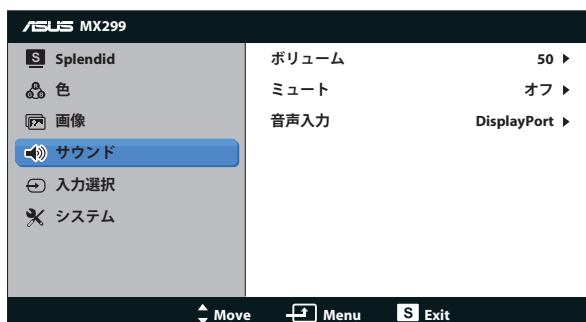 ASUS MX299
S Splendid
色
画像
サウンド
入力選択
システム
ボリューム 50
ミュート オフ
音声入力 DisplayPort
Move Menu S Exit